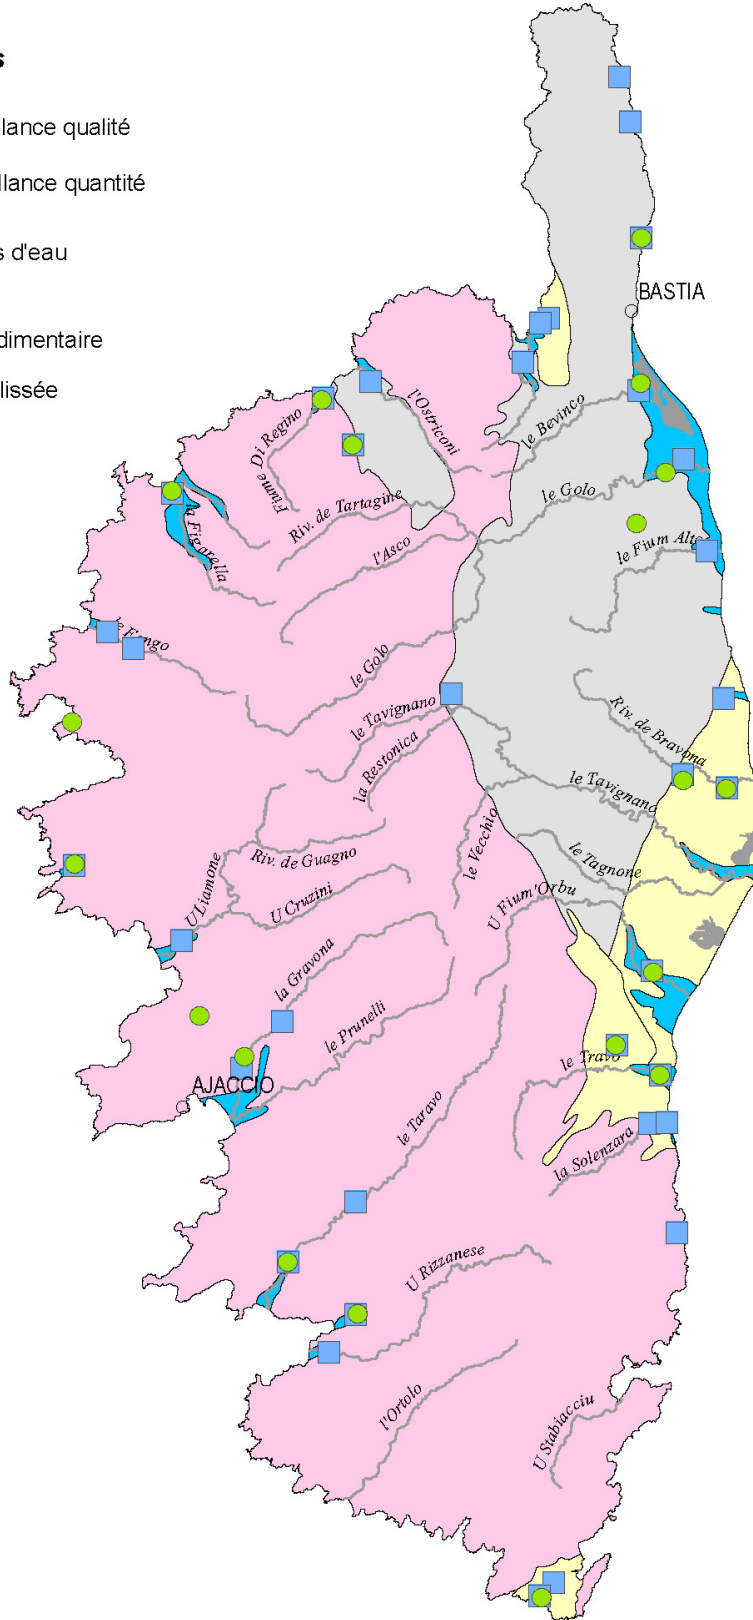 s
lance qualité
llance quantité
s d'eau
dimentaire
lissée
BASTIA
l'Ostriconi
le Bevinco
Fiume Di Regino
le Golo
Riv. de Tartagine
la Figarella
l'Asco
le Fium Alto
le Fango
le Golo
le Tavignano
Riv. de Bravona
la Restonica
le Tavignano
le Vecchio
Riv. de Guagno
le Tagnone
U Liamone
U Cruzini
U Fium'Orbu
la Gravona
le Prunelli
le Travo
AJACCIO
le Taravo
la Solenzara
U Rizzanese
l'Ortolo
U Stabiacciu